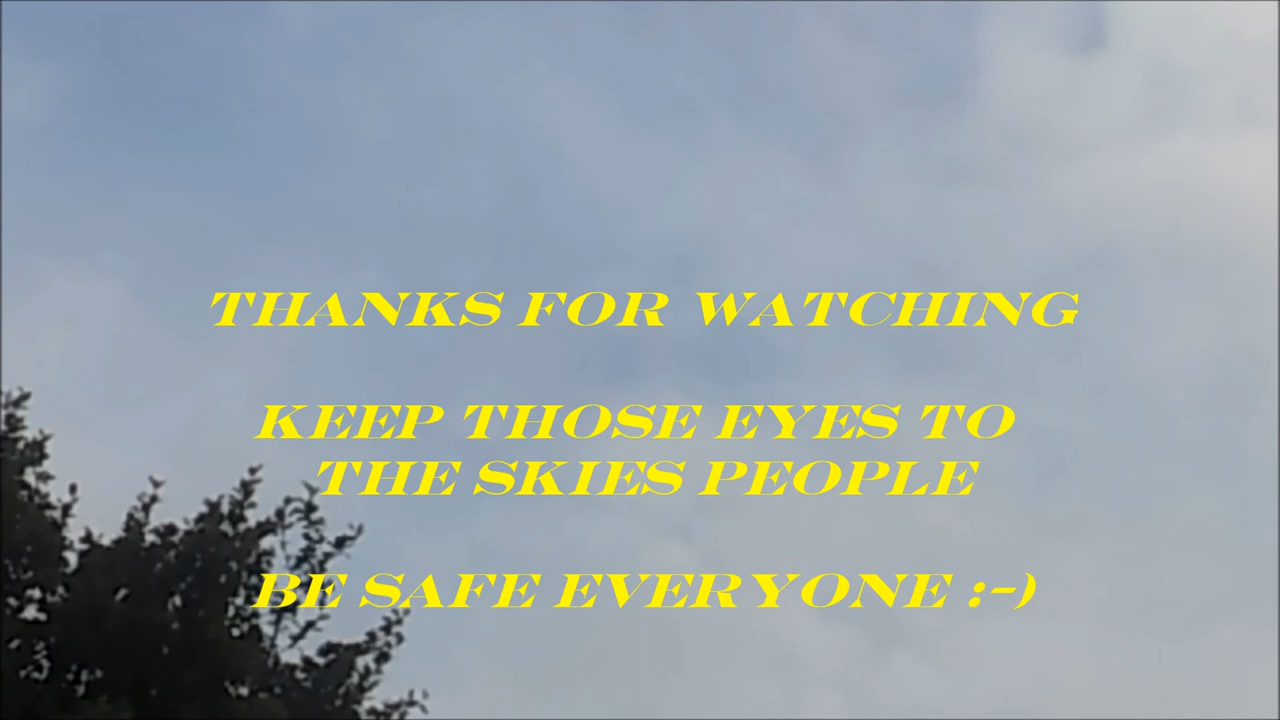 THANKS FOR WATCHING
KEEP THOSE EYES TO
THE SKIES PEOPLE
BE SAFE EVERYONE :-)